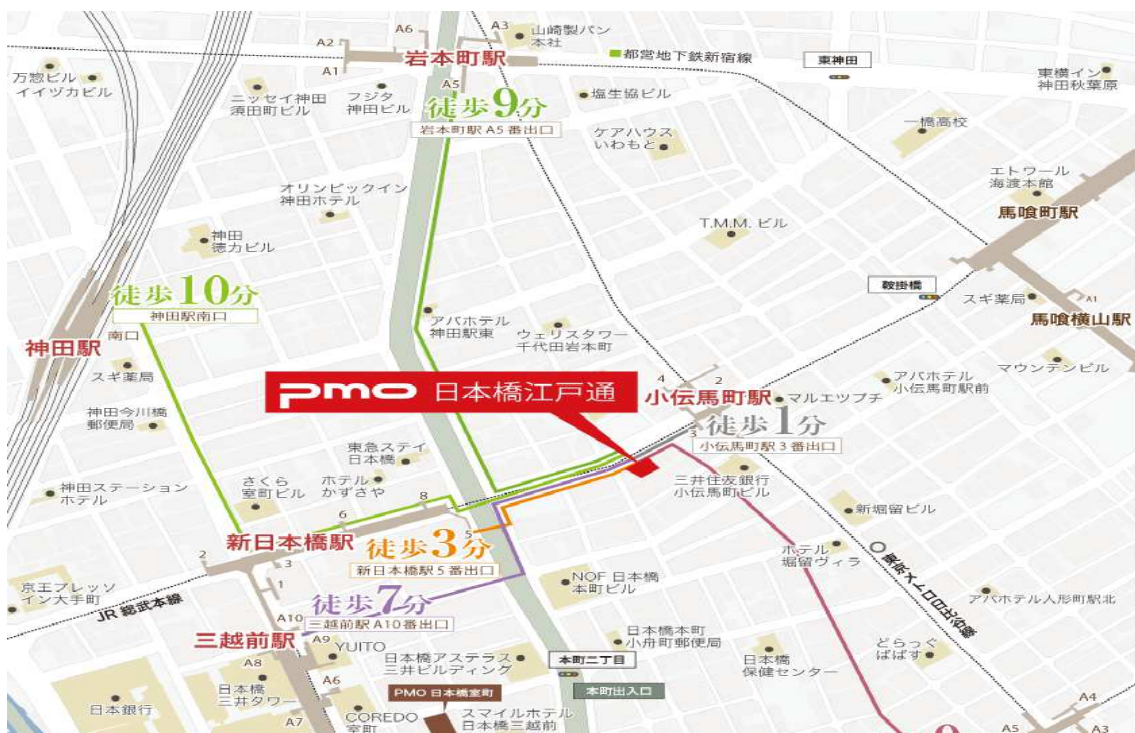 A3
山崎製パン
本社
A6
A2
岩本町駅
A1
都営地下鉄新宿線
東神田
万惣ビル
イイヅカビル
ニッセイ神田
須田町ビル
フジタ
神田ビル
A5
徒歩9分
岩本町駅 A5 番出口
塩生協ビル
東横イン
神田秋葉原
ケアハウス
いわもと
一橋高校
エトワール
海渡本館
馬喰町駅
オリンピックイン
神田ホテル
T.M.M. ビル
神田
徳力ビル
徒歩10分
神田駅南口
南口
神田駅
鞍掛橋
スギ薬局
A1
馬喰横山駅
アパホテル
神田駅東
ウェリスタワー
千代田岩本町
スギ薬局
マウンテンビル
pmo 日本橋江戸通
4
2
小伝馬町駅
マルエツプチ
アパホテル
小伝馬町駅前
3
徒歩1分
小伝馬町駅 3 番出口
神田今川橋
郵便局
東急ステイ
日本橋
三井住友銀行
小伝馬町ビル
神田ステーション
ホテル
さくら
室町ビル
ホテル
かずさや
8
6
新堀留ビル
新日本橋駅
5
徒歩3分
新日本橋駅 5 番出口
2
3
1
ホテル
堀留ヴィラ
東京メトロ日比谷線
京王プレッソ
イン大手町
JR 総武本線
NOF 日本橋
本町ビル
徒歩7分
三越前駅 A10 番出口
A10
アパホテル人形町駅北
三越前駅
A9
YUITO
日本橋本町
小舟町郵便局
どらっぐ
ぱぱす
A8
日本橋
三井タワー
A6
日本橋アステラス
三井ビルディング
本町二丁目
日本橋
保健センター
PMO 日本橋室町
本町出入口
日本銀行
A7
COREDO
室町
スマイルホテル
日本橋三越前
A4
A5
A3